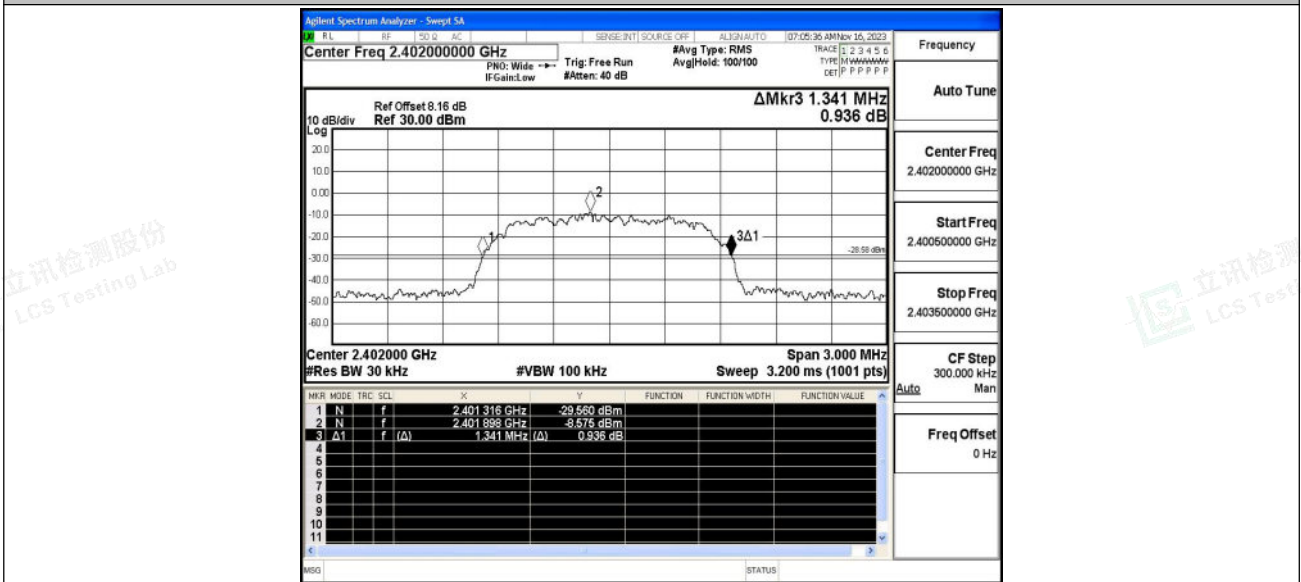 Agilent Spectrum Analyzer - Swept SA
RL RF 50 Ω AC SENSE:INT SOURCE OFF ALIGN AUTO 07:05:36 AM Nov 16, 2023
Center Freq 2.402000000 GHz
PNO: Wide
IFGain:Low
Trig: Free Run
#Atten: 40 dB
#Avg Type: RMS
Avg|Hold: 100/100
TRACE 1 2 3 4 5 6
TYPE M W W W W W
DET P P P P P P
Frequency
Auto Tune
Center Freq
2.402000000 GHz
Start Freq
2.400500000 GHz
Stop Freq
2.403500000 GHz
CF Step
300.000 kHz
Auto Man
Freq Offset
0 Hz
ΔMkr3 1.341 MHz
0.936 dB
Ref Offset 8.16 dB
10 dB/div Ref 30.00 dBm
Log
20.0
10.0
0.00
-10.0
-20.0
-30.0
-40.0
-50.0
-60.0
1
2
3Δ1
-28.58 dBm
Center 2.402000 GHz Span 3.000 MHz
#Res BW 30 kHz #VBW 100 kHz Sweep 3.200 ms (1001 pts)
MKR MODE TRC SCL X Y FUNCTION FUNCTION WIDTH FUNCTION VALUE
1 N f 2.401 316 GHz -29.560 dBm
2 N f 2.401 898 GHz -8.575 dBm
3 Δ1 f (Δ) 1.341 MHz (Δ) 0.936 dB
4
5
6
7
8
9
10
11
MSG STATUS
立讯检测股份
LCS Testing Lab
立讯检测
LCS Test